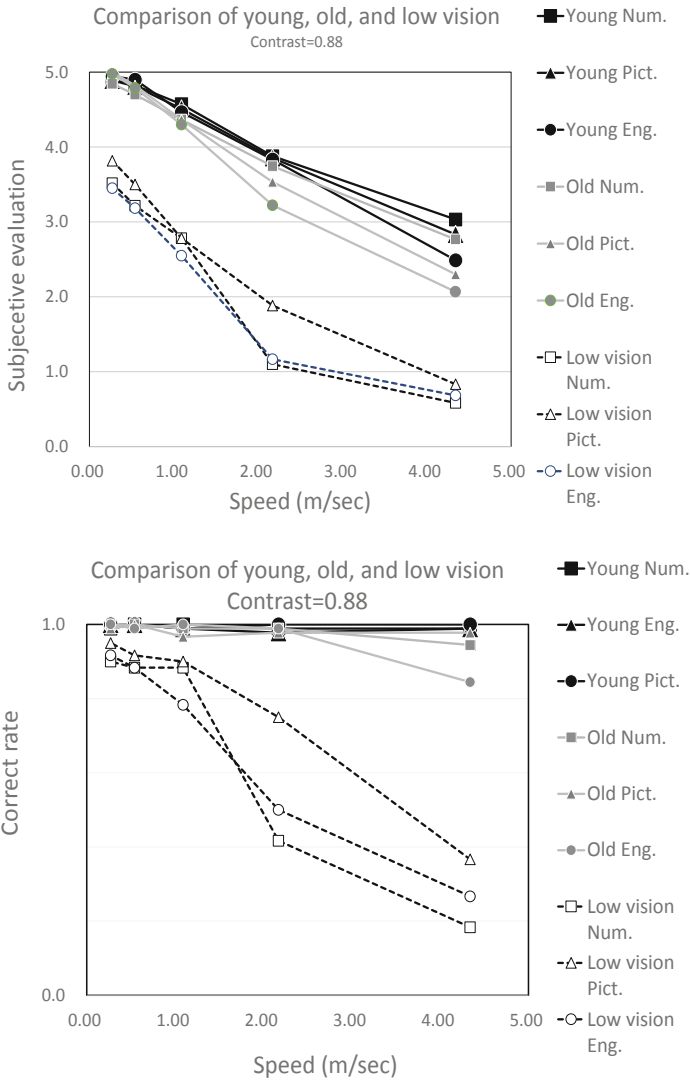 Comparison of young, old, and low vision
Contrast=0.88
Subjecetive evaluation
5.0
4.0
3.0
2.0
1.0
0.0
0.00 1.00 2.00 3.00 4.00 5.00
Speed (m/sec)
Young Num.
Young Pict.
Young Eng.
Old Num.
Old Pict.
Old Eng.
Low vision
Num.
Low vision
Pict.
Low vision
Eng.
Comparison of young, old, and low vision
Contrast=0.88
Correct rate
1.0
0.0
0.00 1.00 2.00 3.00 4.00 5.00
Speed (m/sec)
Young Num.
Young Eng.
Young Pict.
Old Num.
Old Pict.
Old Eng.
Low vision
Num.
Low vision
Pict.
Low vision
Eng.